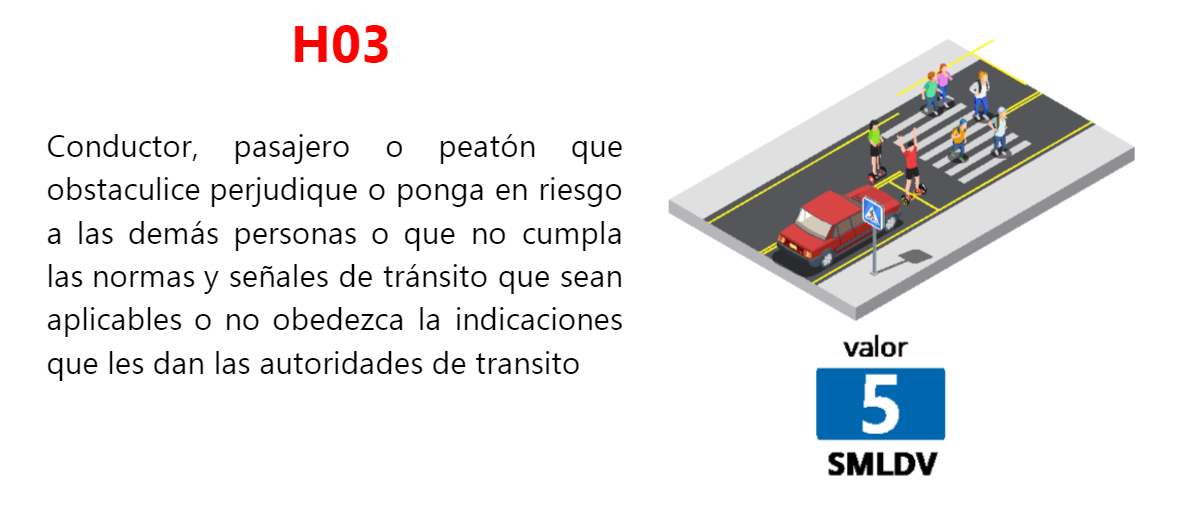 H03
Conductor, pasajero o peatón que
obstaculice perjudique o ponga en riesgo
a las demás personas o que no cumpla
las normas y señales de tránsito que sean
aplicables o no obedezca la indicaciones
que les dan las autoridades de transito
valor
5
SMLDV